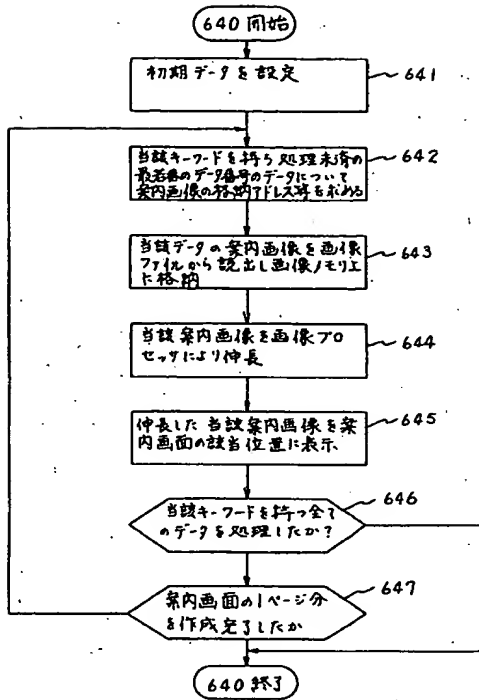 640 開始
初期データを設定
641
当該キーワードを持ち処理未済の
最若番のデータ番号のデータについて
案内画像の格納アドレス等を求める
642
当該データの案内画像を画像
ファイルから読出し画像メモリ上
に格納
643
当該案内画像を画像プロ
セッサにより伸長
644
伸長した当該案内画像を案
内画面の該当位置に表示
645
当該キーワードを持つ全て
のデータを処理したか?
646
案内画面の1ページ分
を作成完了したか
647
640 終了